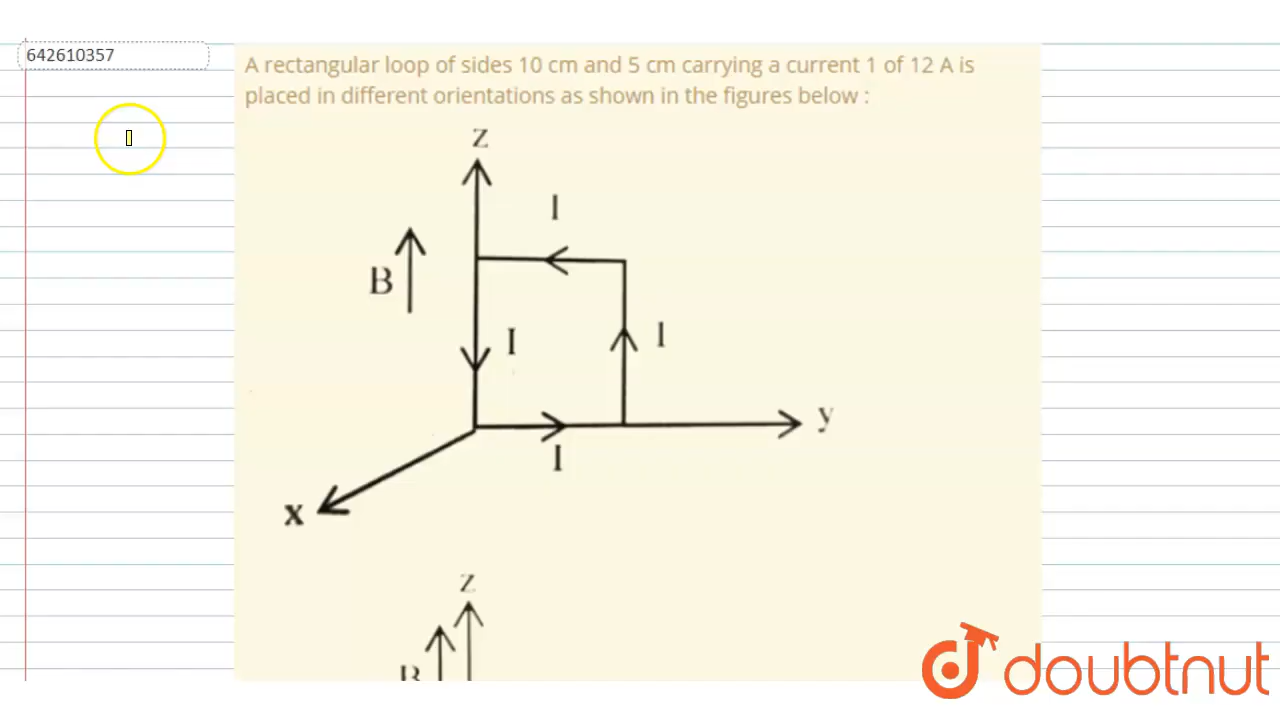 642610357
A rectangular loop of sides 10 cm and 5 cm carrying a current 1 of 12 A is
placed in different orientations as shown in the figures below :
z
I
B
I
I
y
I
x
z
B
doubtnut